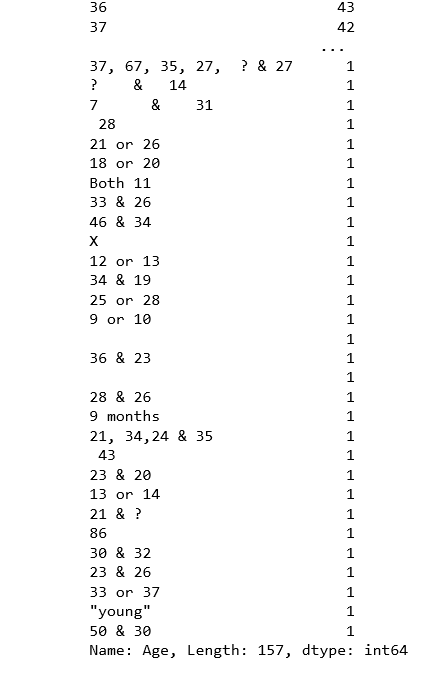 36 43
37 42
...
37, 67, 35, 27,  ? & 27 1
?    &   14 1
7      &    31 1
28 1
21 or 26 1
18 or 20 1
Both 11 1
33 & 26 1
46 & 34 1
X 1
12 or 13 1
34 & 19 1
25 or 28 1
9 or 10 1
1
36 & 23 1
1
28 & 26 1
9 months 1
21, 34,24 & 35 1
43 1
23 & 20 1
13 or 14 1
21 & ? 1
86 1
30 & 32 1
23 & 26 1
33 or 37 1
"young" 1
50 & 30 1
Name: Age, Length: 157, dtype: int64